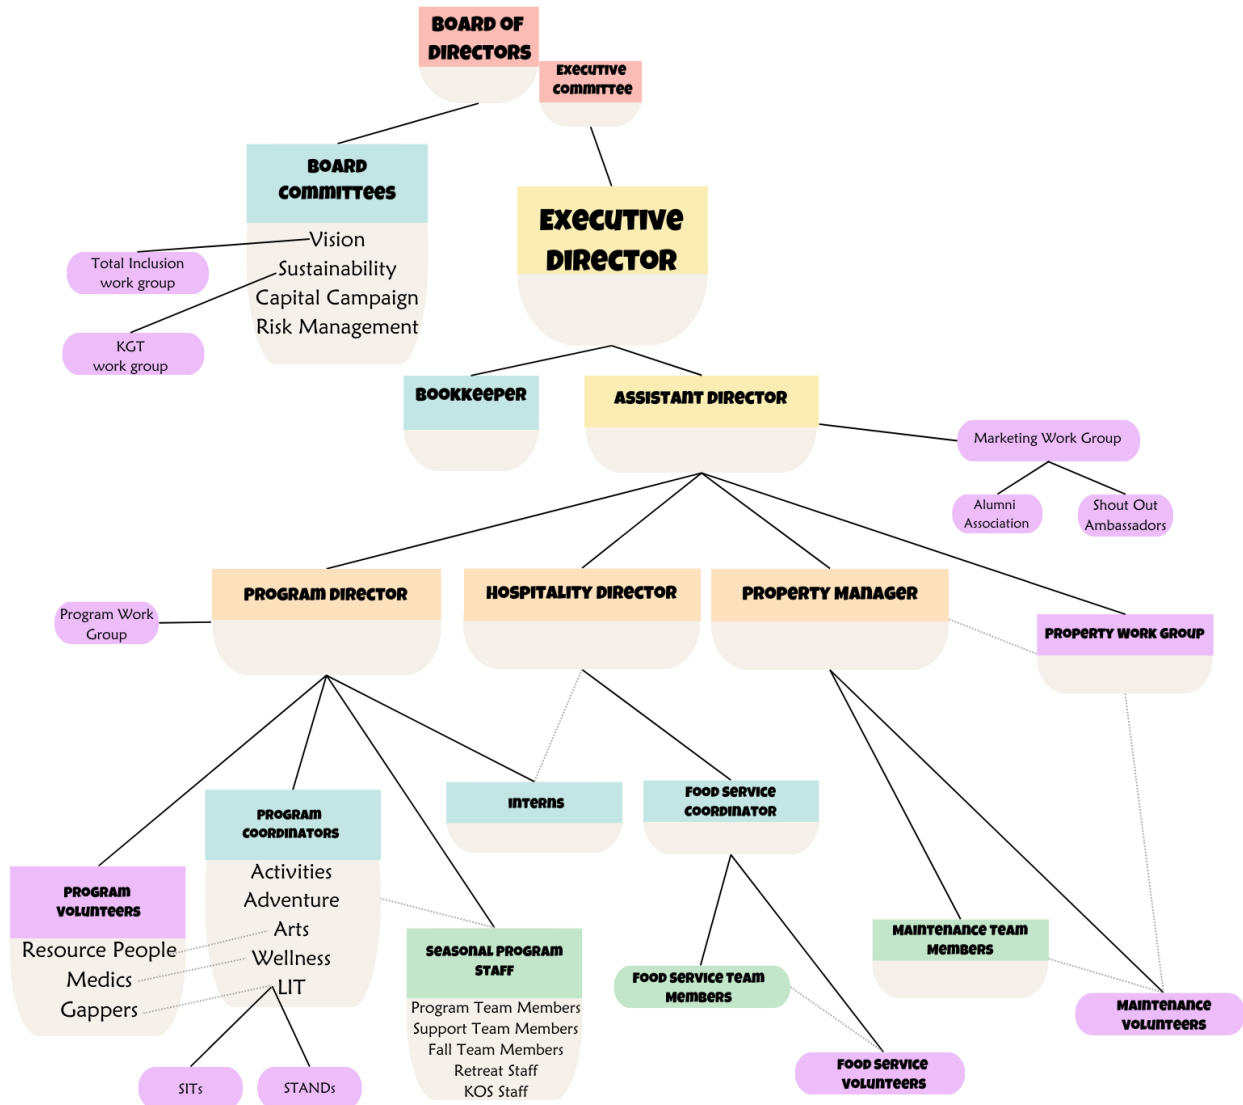 BOARD OF
DIRECTORS
EXECUTIVE
COMMITTEE
BOARD
COMMITTEES
Vision
Sustainability
Capital Campaign
Risk Management
Total Inclusion
work group
KGT
work group
EXECUTIVE
DIRECTOR
BOOKKEEPER
ASSISTANT DIRECTOR
Marketing Work Group
Alumni
Association
Shout Out
Ambassadors
PROGRAM DIRECTOR
HOSPITALITY DIRECTOR
PROPERTY MANAGER
Program Work
Group
PROPERTY WORK GROUP
INTERNS
FOOD SERVICE
COORDINATOR
PROGRAM
COORDINATORS
Activities
Adventure
Arts
Wellness
LIT
PROGRAM
VOLUNTEERS
Resource People
Medics
Gappers
SEASONAL PROGRAM
STAFF
Program Team Members
Support Team Members
Fall Team Members
Retreat Staff
KOS Staff
MAINTENANCE TEAM
MEMBERS
FOOD SERVICE TEAM
MEMBERS
MAINTENANCE
VOLUNTEERS
FOOD SERVICE
VOLUNTEERS
SITs
STANDs